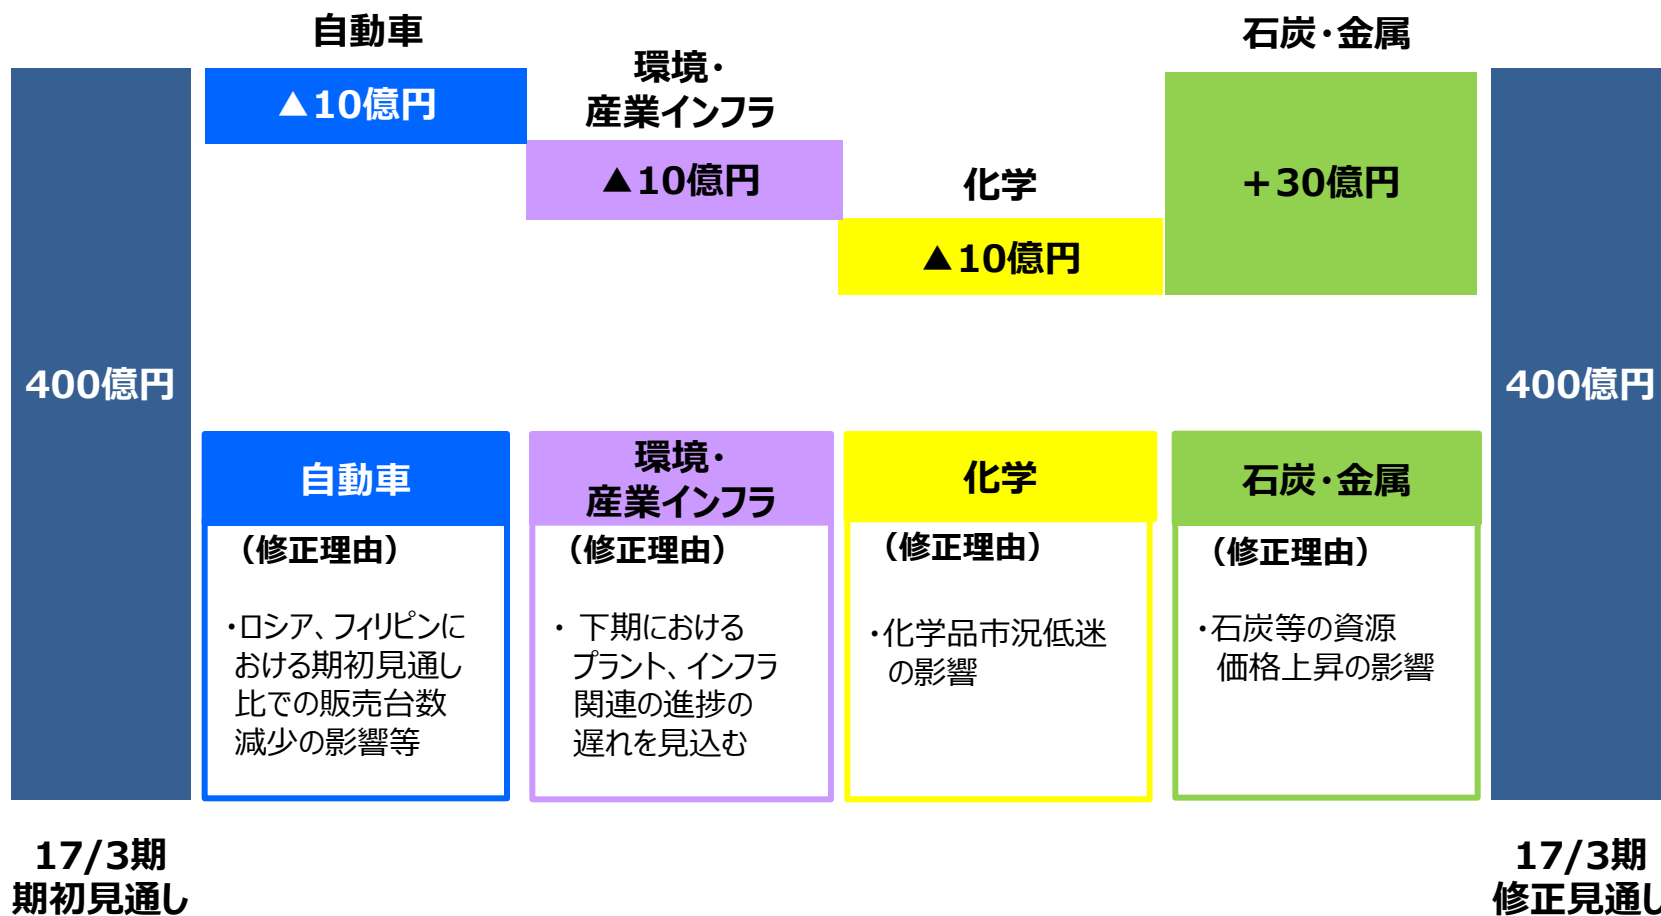 自動車
▲10億円
環境・
産業インフラ
▲10億円
化学
▲10億円
石炭・金属
＋30億円
400億円
400億円
自動車
（修正理由）
・ロシア、フィリピンに
おける期初見通し
比での販売台数
減少の影響等
環境・
産業インフラ
（修正理由）
・ 下期における
プラント、インフラ
関連の進捗の
遅れを見込む
化学
（修正理由）
・化学品市況低迷
の影響
石炭・金属
（修正理由）
・石炭等の資源
価格上昇の影響
17/3期
期初見通し
17/3期
修正見通し